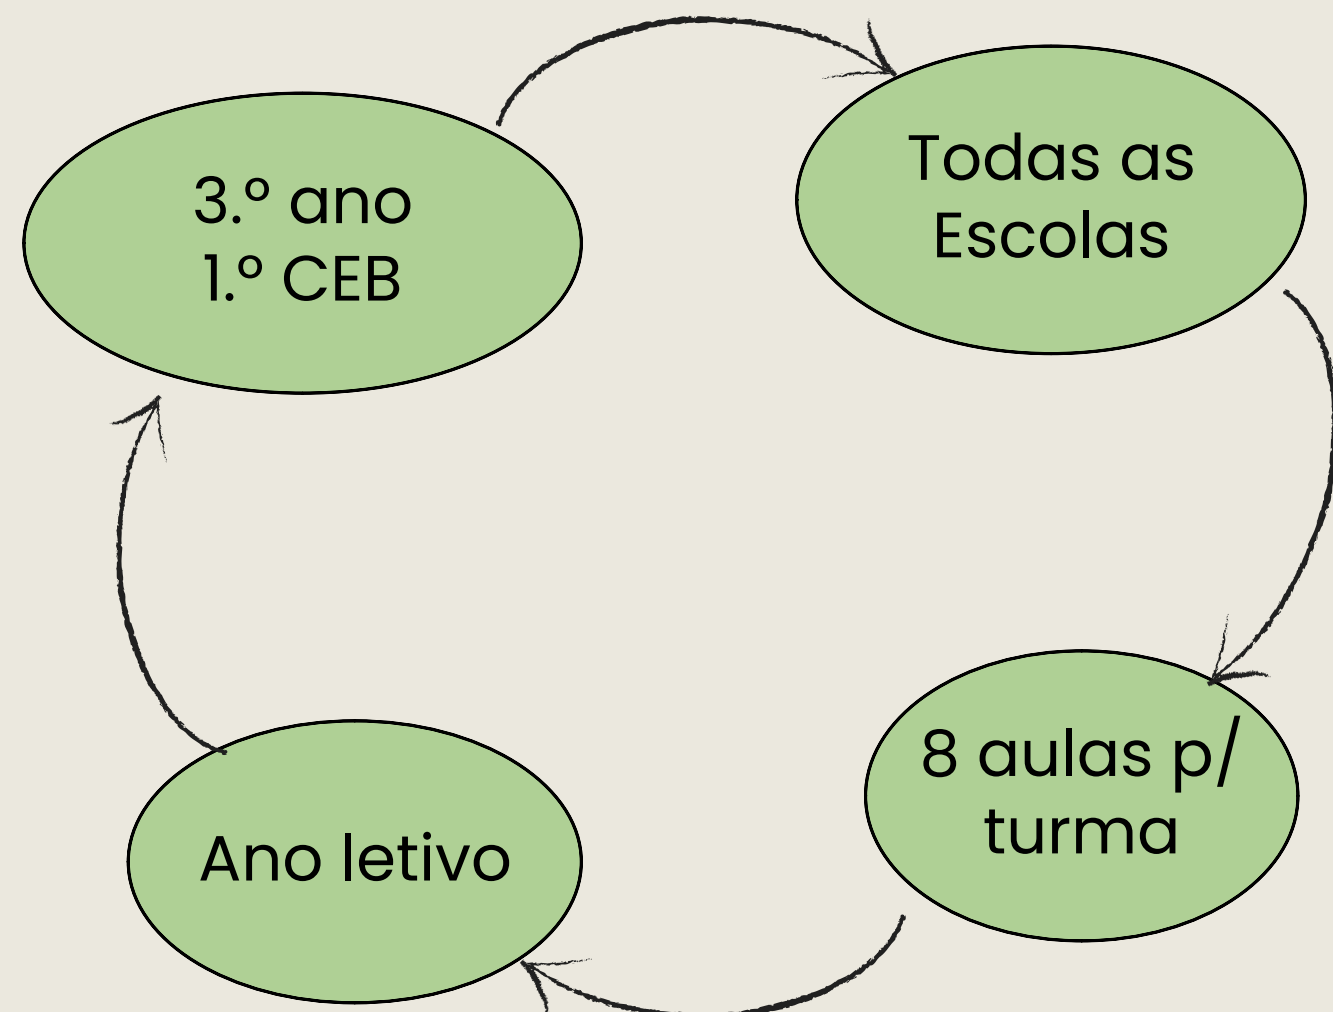 3.º ano
1.º CEB
Todas as
Escolas
8 aulas p/
turma
Ano letivo